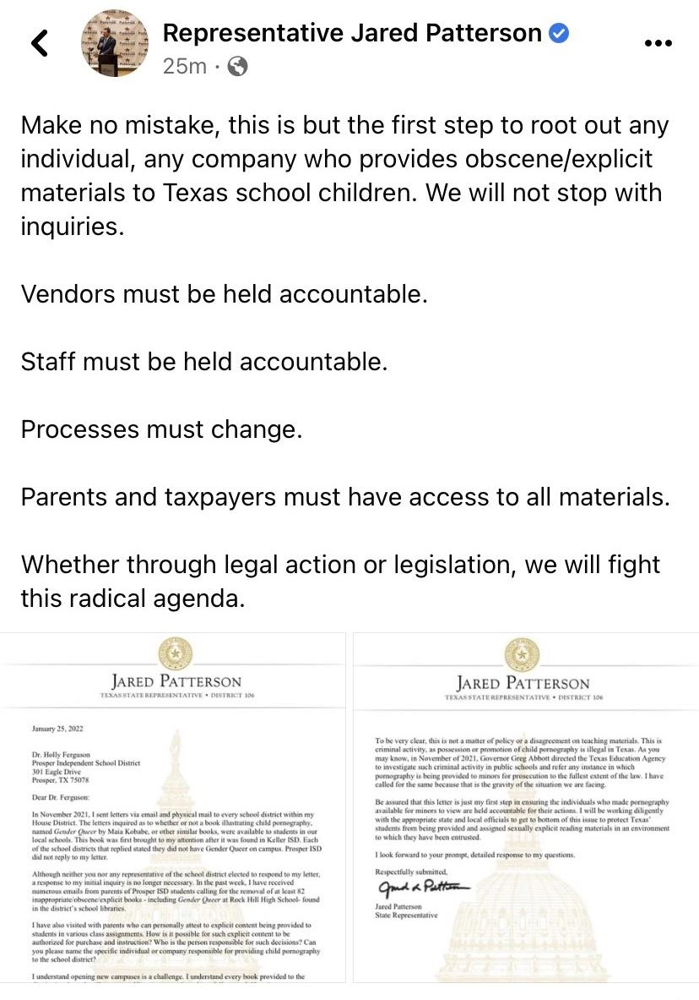 Representative Jared Patterson
25m ·
Make no mistake, this is but the first step to root out any
individual, any company who provides obscene/explicit
materials to Texas school children. We will not stop with
inquiries.
Vendors must be held accountable.
Staff must be held accountable.
Processes must change.
Parents and taxpayers must have access to all materials.
Whether through legal action or legislation, we will fight
this radical agenda.
JARED PATTERSON
TEXAS STATE REPRESENTATIVE • DISTRICT 106
January 25, 2022
Dr. Holly Ferguson
Prosper Independent School District
301 Eagle Drive
Prosper, TX 75078
Dear Dr. Ferguson:
In November 2021, I sent letters via email and physical mail to every school district within my
House District. The letters inquired as to whether or not a book illustrating child pornography,
named Gender Queer by Maia Kobabe, or other similar books, were available to students in our
local schools. This book was first brought to my attention after it was found in Keller ISD. Each
of the school districts that replied stated they did not have Gender Queer on campus. Prosper ISD
did not reply to my letter.
Although neither you nor any representative of the school district elected to respond to my letter,
a response to my initial inquiry is no longer necessary. In the past week, I have received
numerous emails from parents of Prosper ISD students calling for the removal of at least 82
inappropriate/obscene/explicit books - including Gender Queer at Rock Hill High School- found
in the district's school libraries.
I have also visited with parents who can personally attest to explicit content being provided to
students in various class assignments. How is it possible for such explicit content to be
authorized for purchase and instruction? Who is the person responsible for such decisions? Can
you please name the specific individual or company responsible for providing child pornography
to the school district?
I understand opening new campuses is a challenge. I understand every book provided to the
JARED PATTERSON
TEXAS STATE REPRESENTATIVE • DISTRICT 106
To be very clear, this is not a matter of policy or a disagreement on teaching materials. This is
criminal activity, as possession or promotion of child pornography is illegal in Texas. As you
may know, in November of 2021, Governor Greg Abbott directed the Texas Education Agency
to investigate such criminal activity in public schools and refer any instance in which
pornography is being provided to minors for prosecution to the fullest extent of the law. I have
called for the same because that is the gravity of the situation we are facing.
Be assured that this letter is just my first step in ensuring the individuals who made pornography
available for minors to view are held accountable for their actions. I will be working diligently
with the appropriate state and local officials to get to bottom of this issue to protect Texas'
students from being provided and assigned sexually explicit reading materials in an environment
to which they have been entrusted.
I look forward to your prompt, detailed response to my questions.
Respectfully submitted,
Jared Patterson
State Representative